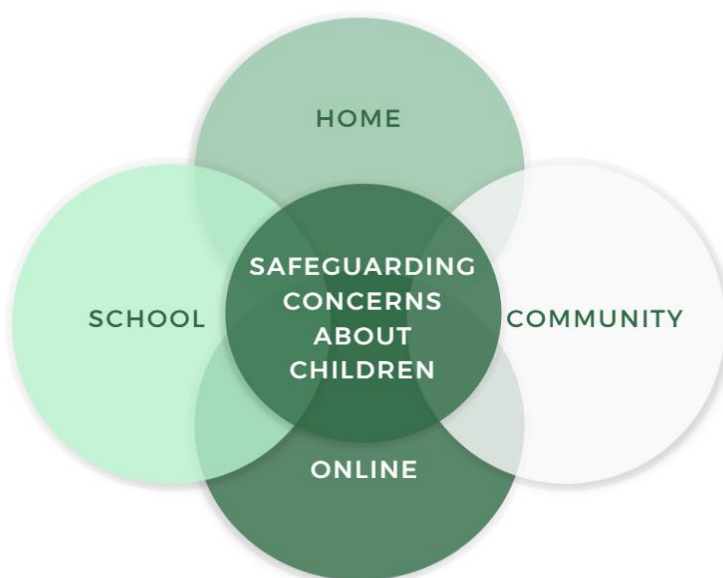 HOME
SAFEGUARDING
CONCERNS
ABOUT
CHILDREN
SCHOOL
COMMUNITY
ONLINE